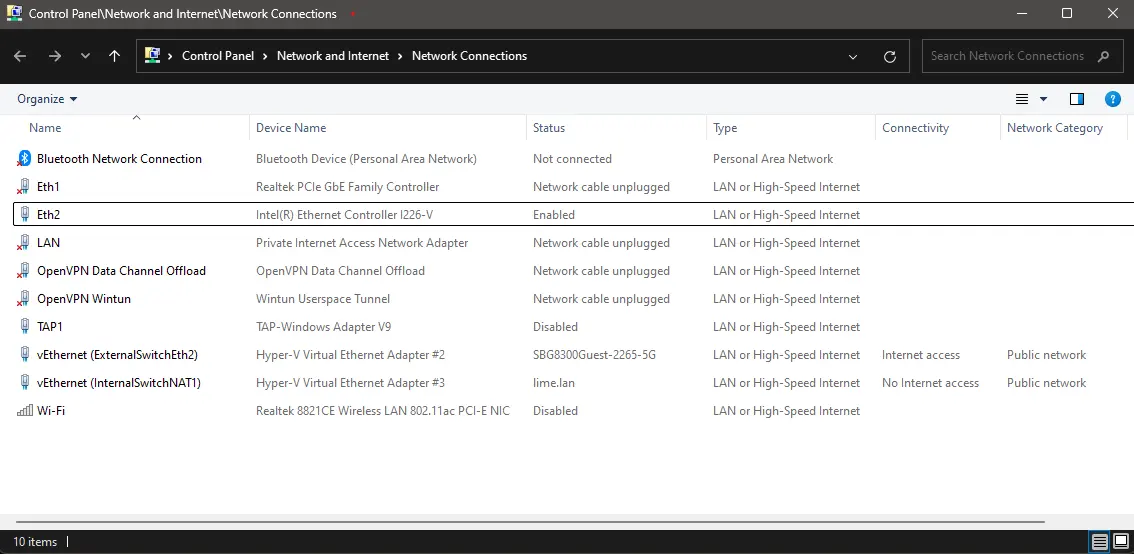 Control Panel\Network and Internet\Network Connections
Control Panel > Network and Internet > Network Connections
Search Network Connections
Organize
Name Device Name Status Type Connectivity Network Category
Bluetooth Network Connection Bluetooth Device (Personal Area Network) Not connected Personal Area Network
Eth1 Realtek PCIe GbE Family Controller Network cable unplugged LAN or High-Speed Internet
Eth2 Intel(R) Ethernet Controller I226-V Enabled LAN or High-Speed Internet
LAN Private Internet Access Network Adapter Network cable unplugged LAN or High-Speed Internet
OpenVPN Data Channel Offload OpenVPN Data Channel Offload Network cable unplugged LAN or High-Speed Internet
OpenVPN Wintun Wintun Userspace Tunnel Network cable unplugged LAN or High-Speed Internet
TAP1 TAP-Windows Adapter V9 Disabled LAN or High-Speed Internet
vEthernet (ExternalSwitchEth2) Hyper-V Virtual Ethernet Adapter #2 SBG8300Guest-2265-5G LAN or High-Speed Internet Internet access Public network
vEthernet (InternalSwitchNAT1) Hyper-V Virtual Ethernet Adapter #3 lime.lan LAN or High-Speed Internet No Internet access Public network
Wi-Fi Realtek 8821CE Wireless LAN 802.11ac PCI-E NIC Disabled LAN or High-Speed Internet
10 items